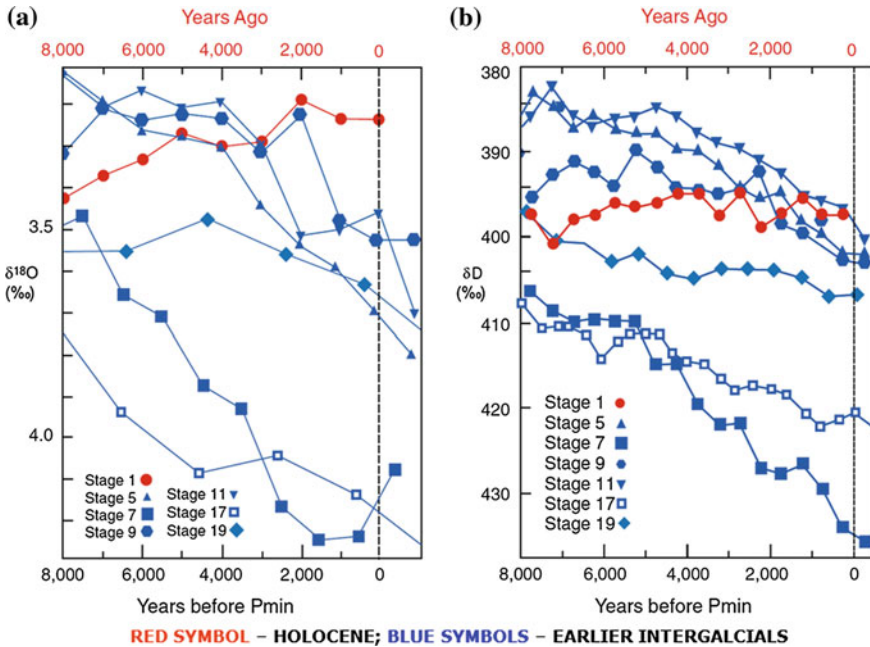 (a)
Years Ago
8,000 6,000 4,000 2,000 0
3.5
δ¹⁸O
(‰)
4.0
Stage 1
Stage 5
Stage 7
Stage 9
Stage 11
Stage 17
Stage 19
8,000 6,000 4,000 2,000 0
Years before Pmin
(b)
Years Ago
8,000 6,000 4,000 2,000 0
380
390
400
δD
(‰)
410
420
430
Stage 1
Stage 5
Stage 7
Stage 9
Stage 11
Stage 17
Stage 19
8,000 6,000 4,000 2,000 0
Years before Pmin
RED SYMBOL – HOLOCENE; BLUE SYMBOLS – EARLIER INTERGALCIALS